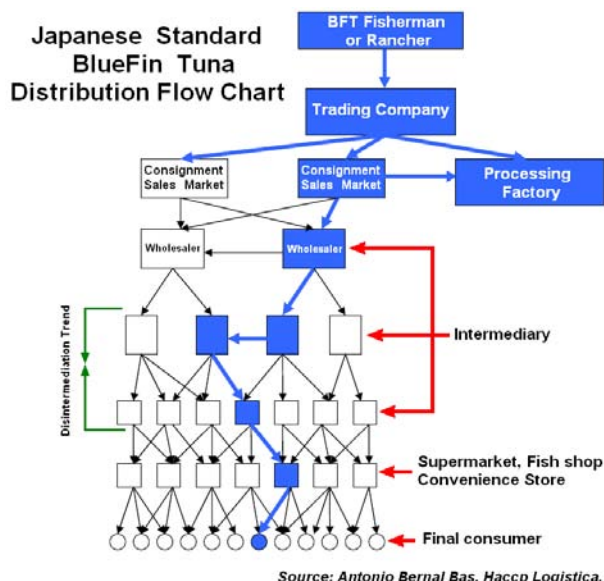 Japanese Standard
BlueFin Tuna
Distribution Flow Chart
BFT Fisherman
or Rancher
Trading Company
Consignment
Sales Market
Consignment
Sales Market
Processing
Factory
Wholesaler
Wholesaler
Disintermediation Trend
Intermediary
Supermarket, Fish shop
Convenience Store
Final consumer
Source: Antonio Bernal Bas. Haccp Logistica.